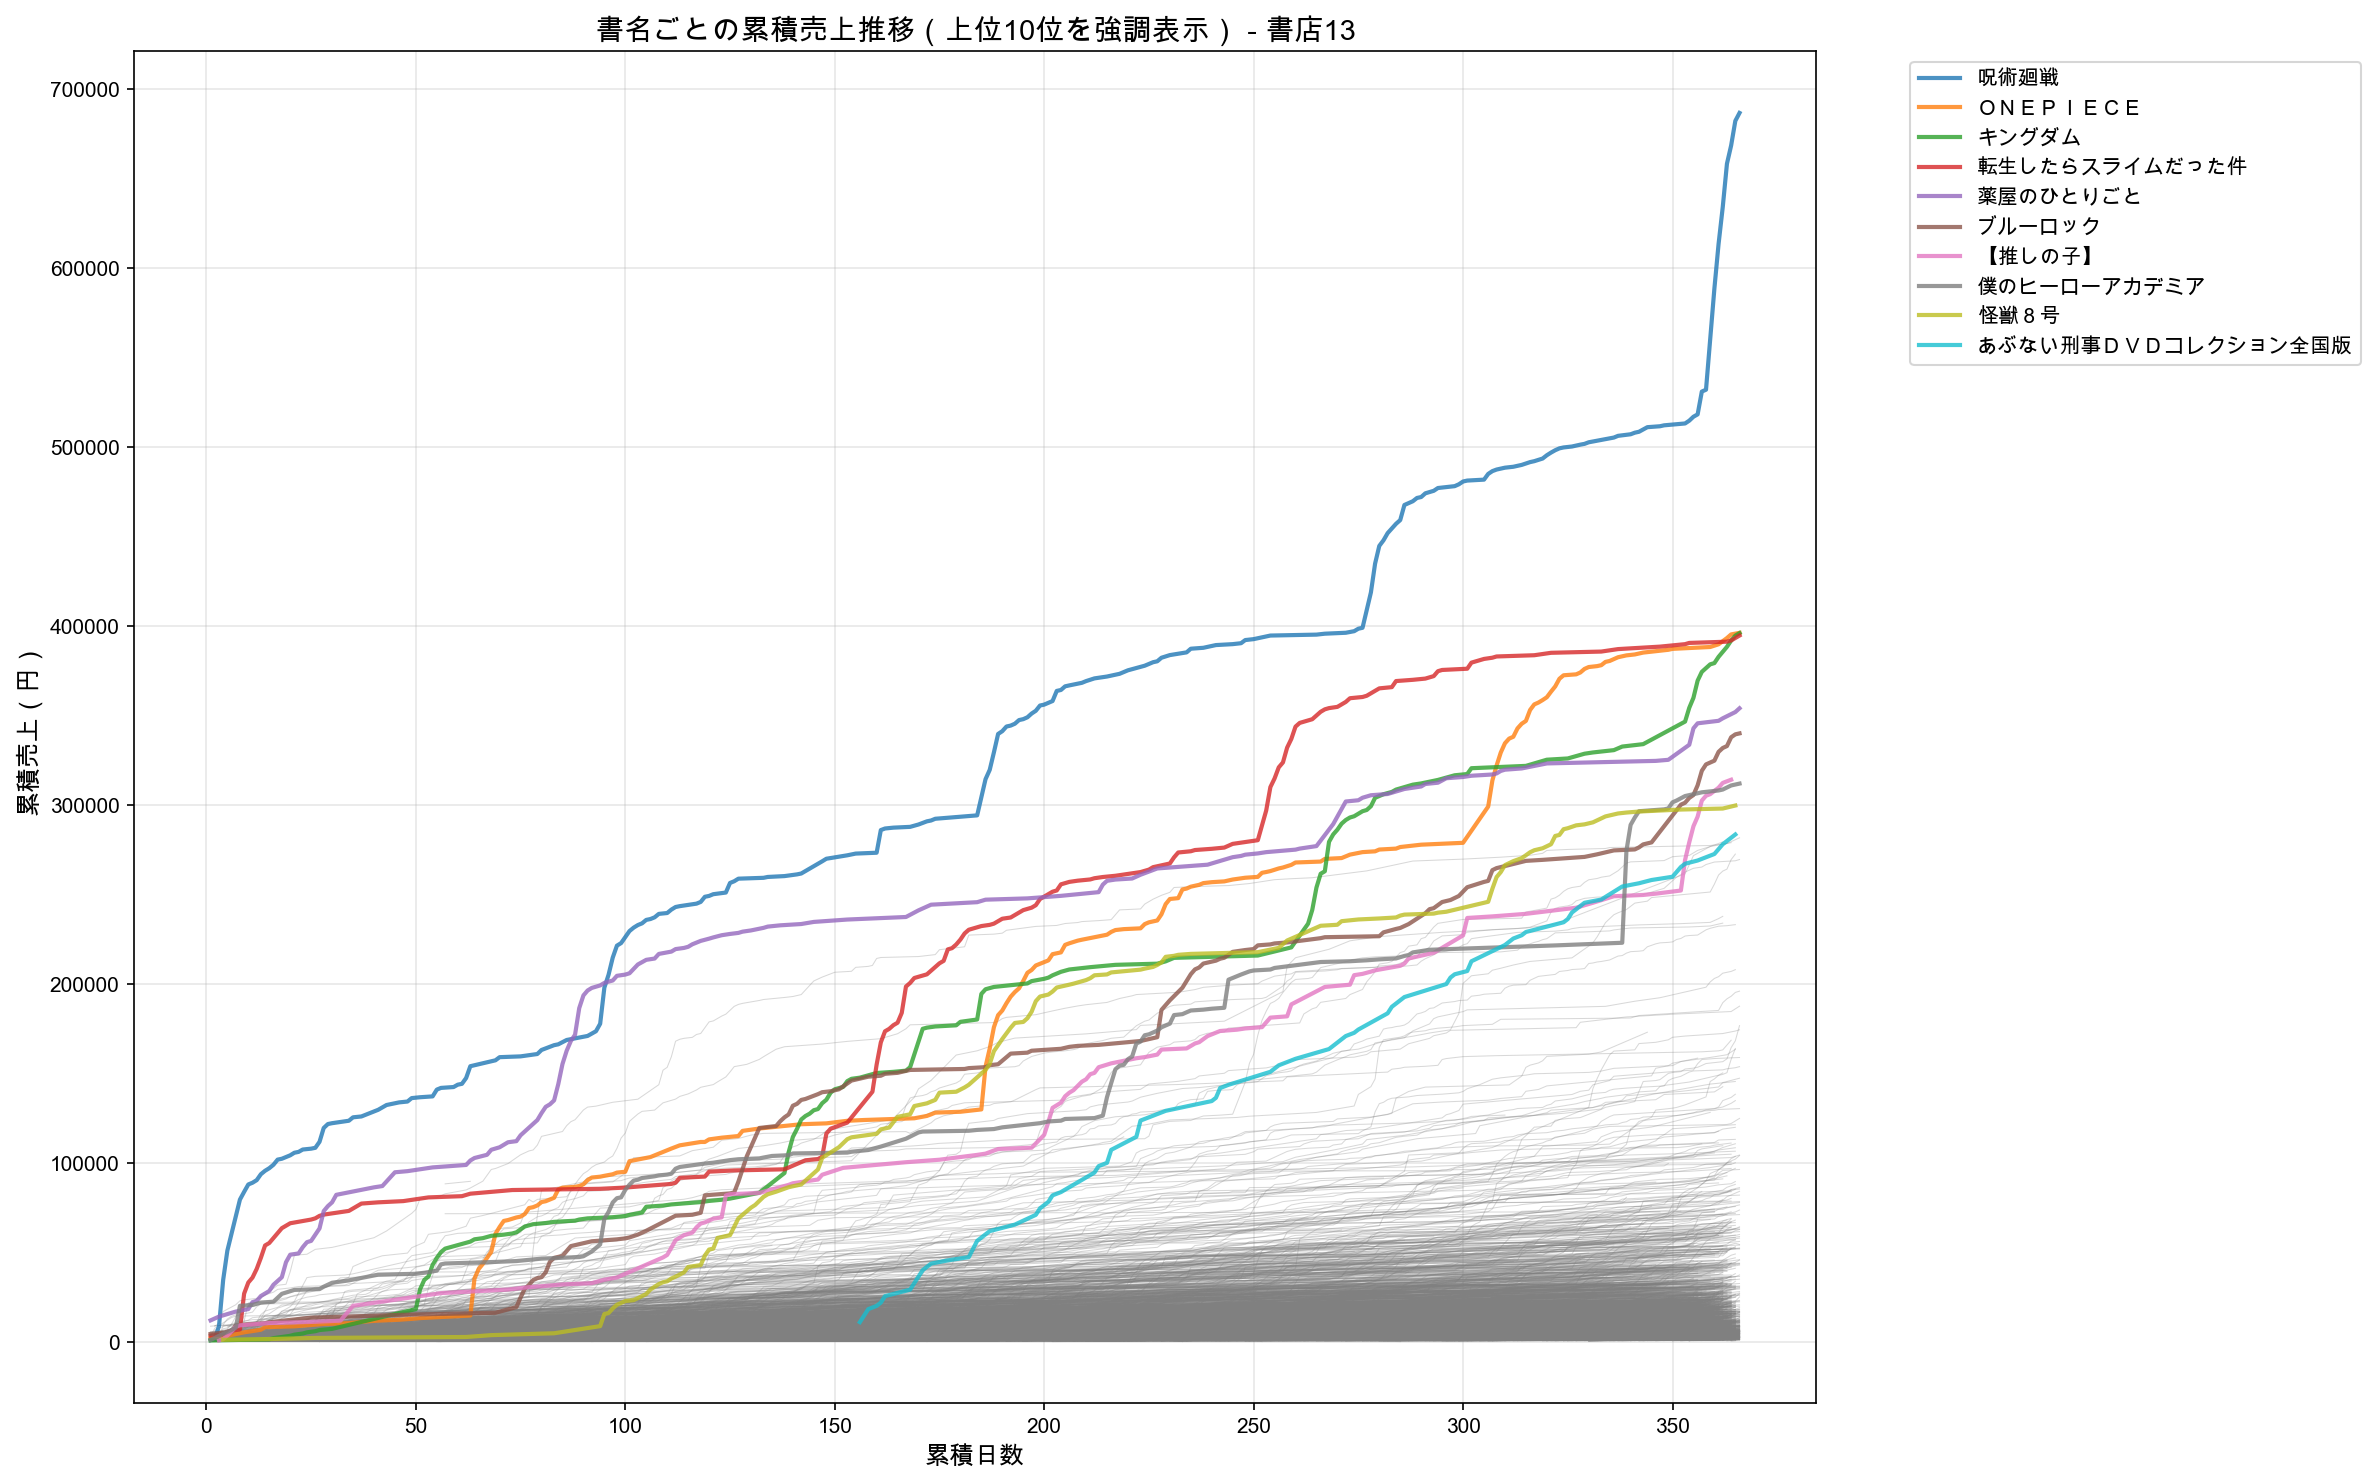 書名ごとの累積売上推移（上位10位を強調表示） - 書店13
呪術廻戦
ＯＮＥＰＩＥＣＥ
キングダム
転生したらスライムだった件
薬屋のひとりごと
ブルーロック
【推しの子】
僕のヒーローアカデミア
怪獣８号
あぶない刑事ＤＶＤコレクション全国版
累積売上（円）
700000
600000
500000
400000
300000
200000
100000
0
0 50 100 150 200 250 300 350
累積日数